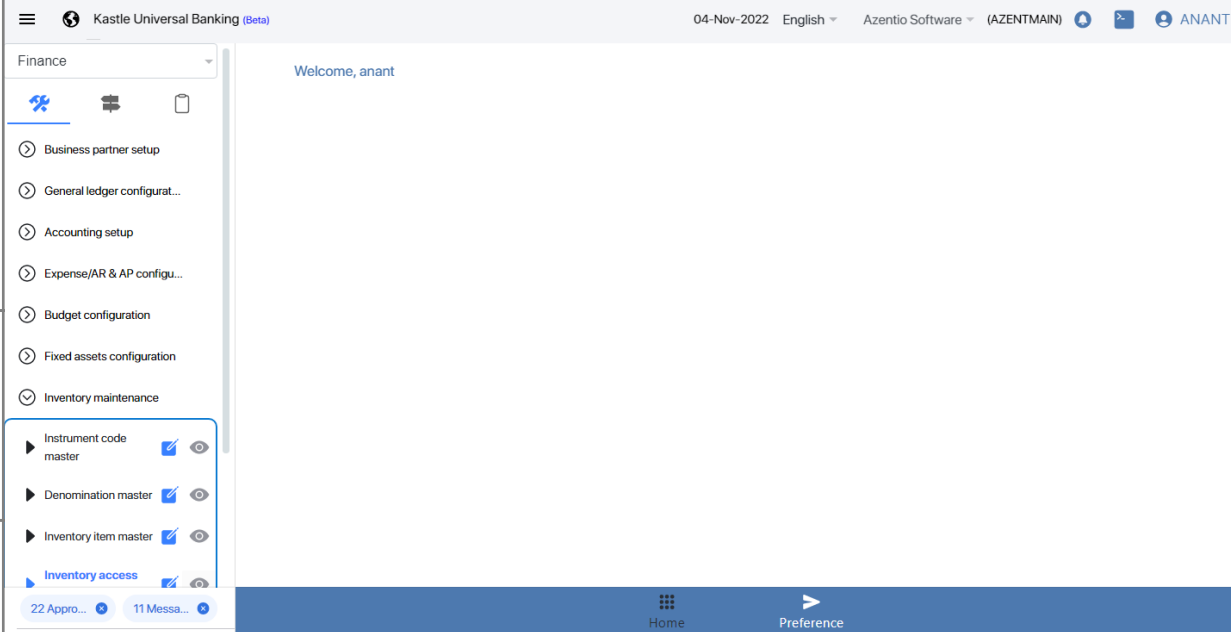 Kastle Universal Banking (Beta) 04-Nov-2022 English Azentio Software (AZENTMAIN) ANANT
Finance
Welcome, anant
Business partner setup
General ledger configurat...
Accounting setup
Expense/AR & AP configu...
Budget configuration
Fixed assets configuration
Inventory maintenance
Instrument code
master
Denomination master
Inventory item master
Inventory access
22 Appro... 11 Messa...
Home Preference